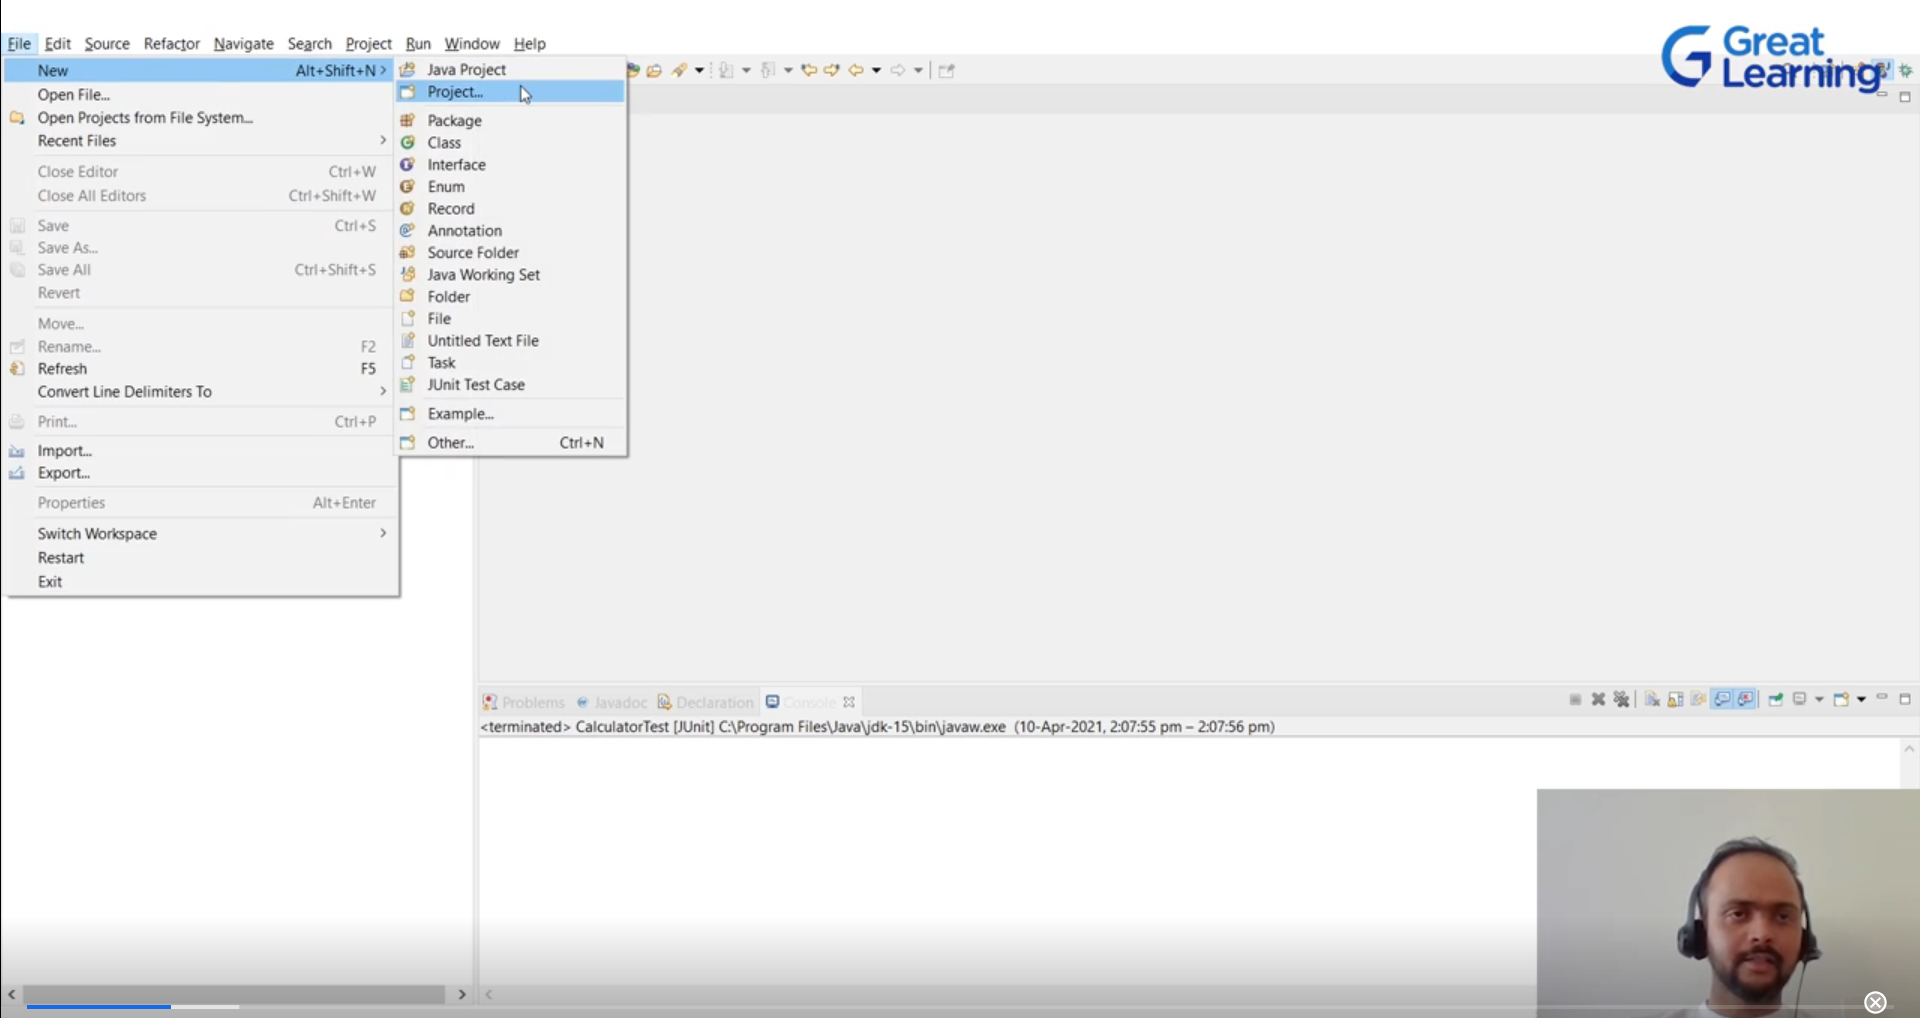 Great
Learning
File Edit Source Refactor Navigate Search Project Run Window Help
New Alt+Shift+N
Open File...
Open Projects from File System...
Recent Files
Close Editor Ctrl+W
Close All Editors Ctrl+Shift+W
Save Ctrl+S
Save As...
Save All Ctrl+Shift+S
Revert
Move...
Rename... F2
Refresh F5
Convert Line Delimiters To
Print... Ctrl+P
Import...
Export...
Properties Alt+Enter
Switch Workspace
Restart
Exit
Java Project
Project...
Package
Class
Interface
Enum
Record
Annotation
Source Folder
Java Working Set
Folder
File
Untitled Text File
Task
JUnit Test Case
Example...
Other... Ctrl+N
Problems Javadoc Declaration Console
<terminated> CalculatorTest [JUnit] C:\Program Files\Java\jdk-15\bin\javaw.exe (10-Apr-2021, 2:07:55 pm – 2:07:56 pm)